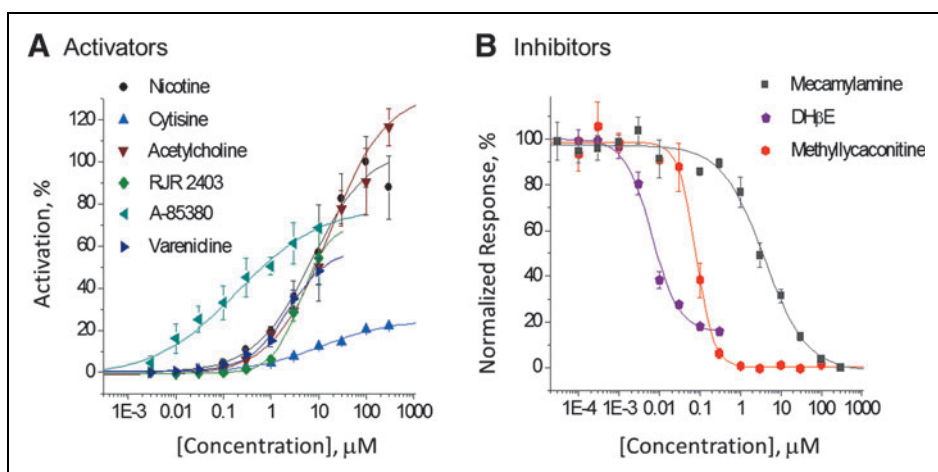 A Activators
Nicotine
Cytisine
Acetylcholine
RJR 2403
A-85380
Varenidine
Activation, %
120
100
80
60
40
20
0
1E-3 0.01 0.1 1 10 100 1000
[Concentration], μM
B Inhibitors
Mecamylamine
DHβE
Methyllycaconitine
Normalized Response, %
120
100
80
60
40
20
0
1E-4 1E-3 0.01 0.1 1 10 100
[Concentration], μM